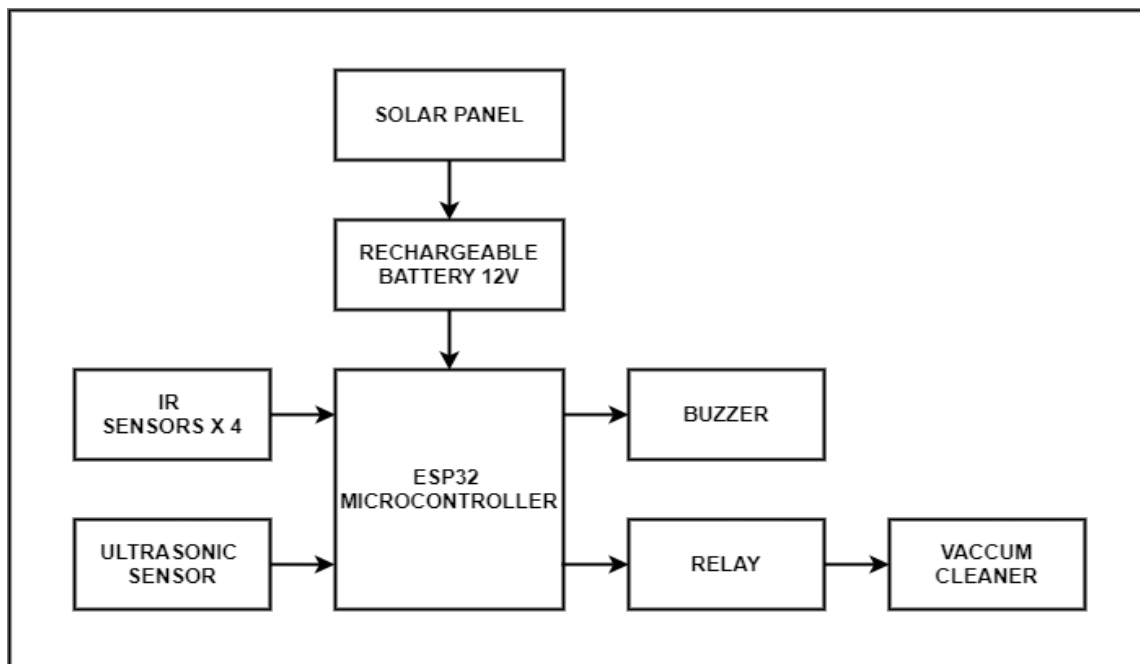 SOLAR PANEL
RECHARGEABLE
BATTERY 12V
IR
SENSORS X 4
ESP32
MICROCONTROLLER
BUZZER
ULTRASONIC
SENSOR
RELAY
VACCUM
CLEANER